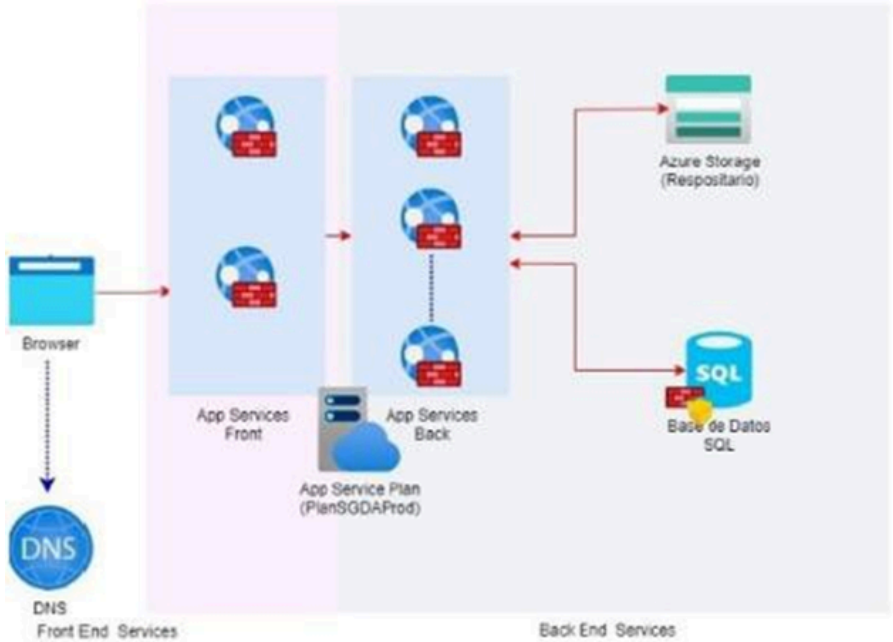 Azure Storage
(Respositario)
Browser
SQL
App Services
Front
App Services
Back
Base de Datos
SQL
App Service Plan
(PlanSGDAProd)
DNS
DNS
Front End Services
Back End Services